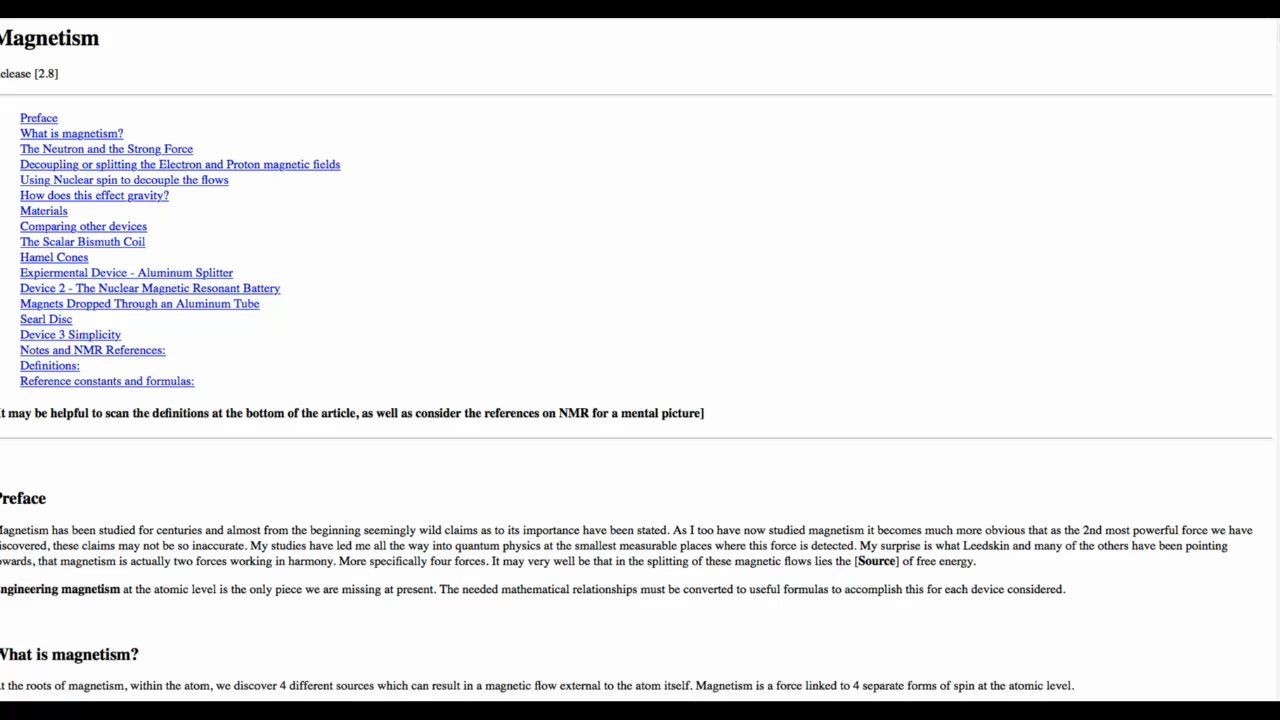 Magnetism
elease [2.8]
Preface
What is magnetism?
The Neutron and the Strong Force
Decoupling or splitting the Electron and Proton magnetic fields
Using Nuclear spin to decouple the flows
How does this effect gravity?
Materials
Comparing other devices
The Scalar Bismuth Coil
Hamel Cones
Expiermental Device - Aluminum Splitter
Device 2 - The Nuclear Magnetic Resonant Battery
Magnets Dropped Through an Aluminum Tube
Searl Disc
Device 3 Simplicity
Notes and NMR References:
Definitions:
Reference constants and formulas:
t may be helpful to scan the definitions at the bottom of the article, as well as consider the references on NMR for a mental picture]
Preface
Magnetism has been studied for centuries and almost from the beginning seemingly wild claims as to its importance have been stated. As I too have now studied magnetism it becomes much more obvious that as the 2nd most powerful force we have
iscovered, these claims may not be so inaccurate. My studies have led me all the way into quantum physics at the smallest measurable places where this force is detected. My surprise is what Leedskin and many of the others have been pointing
owards, that magnetism is actually two forces working in harmony. More specifically four forces. It may very well be that in the splitting of these magnetic flows lies the [Source] of free energy.
ngineering magnetism at the atomic level is the only piece we are missing at present. The needed mathematical relationships must be converted to useful formulas to accomplish this for each device considered.
What is magnetism?
t the roots of magnetism, within the atom, we discover 4 different sources which can result in a magnetic flow external to the atom itself. Magnetism is a force linked to 4 separate forms of spin at the atomic level.